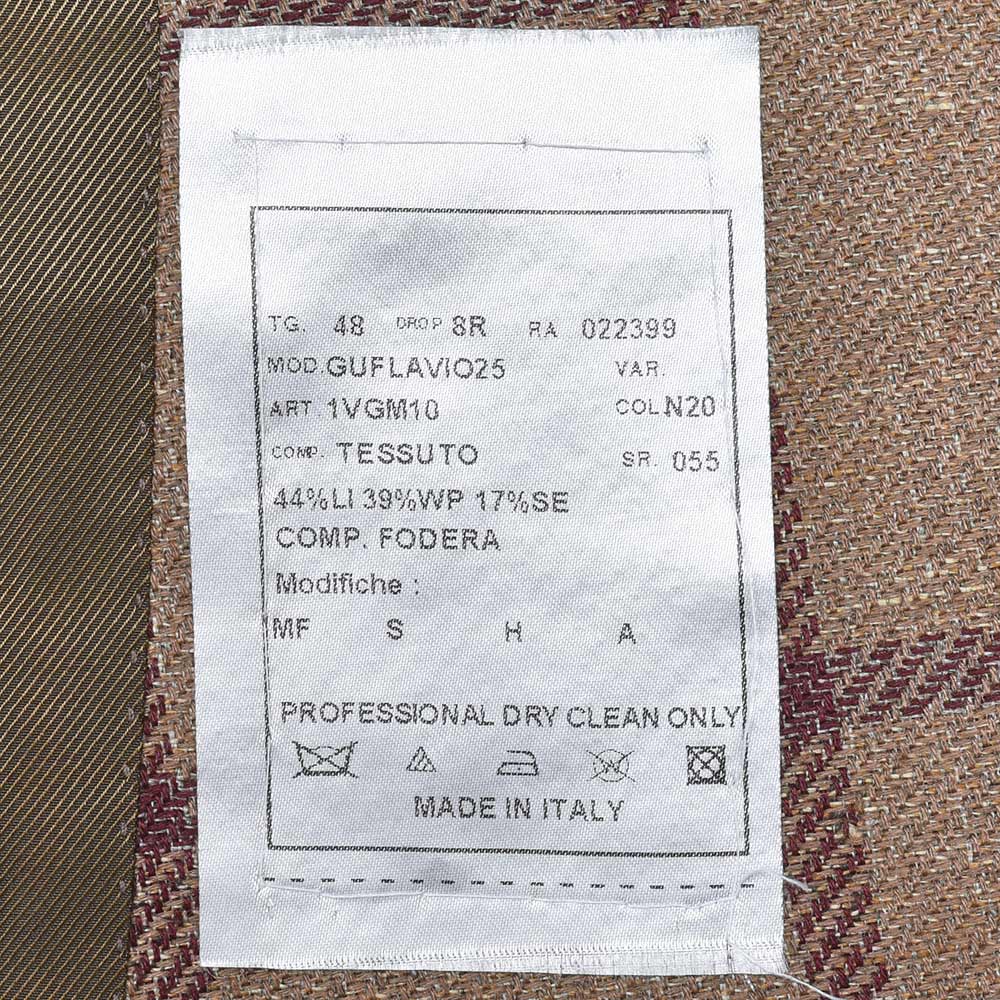 TG. 48 DROP 8R RA 022399
MOD. GUFLAVIO25 VAR.
ART. 1VGM10 COL N20
COMP. TESSUTO SR. 055
44%LI 39%WP 17%SE
COMP. FODERA
Modifiche :
MF S H A
PROFESSIONAL DRY CLEAN ONLY
MADE IN ITALY